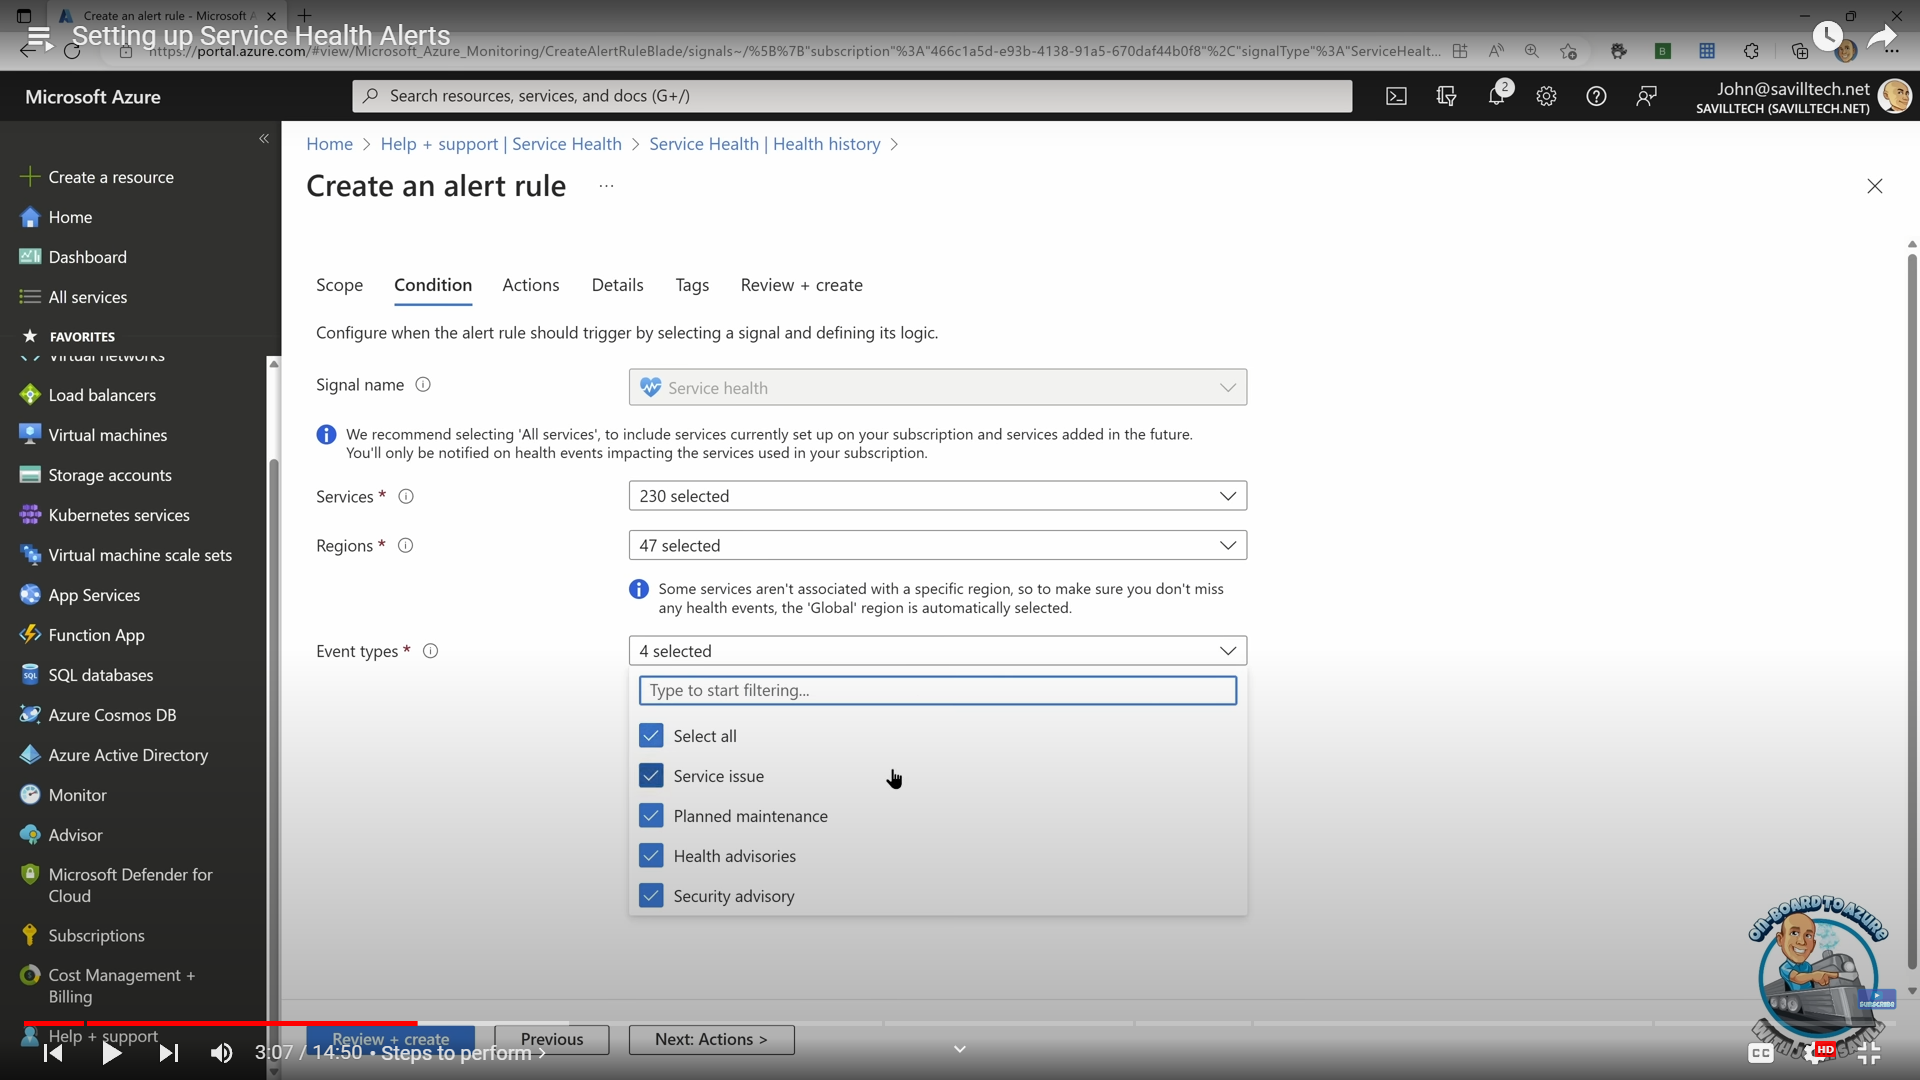 Create an alert rule - Microsoft A
Setting up Service Health Alerts
https://portal.azure.com/#view/Microsoft_Azure_Monitoring/CreateAlertRuleBlade/signals~/%5B%7B"subscription"%3A"466c1a5d-e93b-4138-91a5-670daf44b0f8"%2C"signalType"%3A"ServiceHealt...
Microsoft Azure
Search resources, services, and docs (G+/)
2
John@savilltech.net
SAVILLTECH (SAVILLTECH.NET)
Home > Help + support | Service Health > Service Health | Health history >
Create an alert rule ...
Create a resource
Home
Dashboard
All services
FAVORITES
Virtual networks
Load balancers
Virtual machines
Storage accounts
Kubernetes services
Virtual machine scale sets
App Services
Function App
SQL databases
Azure Cosmos DB
Azure Active Directory
Monitor
Advisor
Microsoft Defender for
Cloud
Subscriptions
Cost Management +
Billing
Help + support
Scope Condition Actions Details Tags Review + create
Configure when the alert rule should trigger by selecting a signal and defining its logic.
Signal name
Service health
We recommend selecting 'All services', to include services currently set up on your subscription and services added in the future.
You'll only be notified on health events impacting the services used in your subscription.
Services *
230 selected
Regions *
47 selected
Some services aren't associated with a specific region, so to make sure you don't miss
any health events, the 'Global' region is automatically selected.
Event types *
4 selected
Type to start filtering...
Select all
Service issue
Planned maintenance
Health advisories
Security advisory
Review + create
Previous
Next: Actions >
3:07 / 14:50 • Steps to perform >
ON-BOARD TO AZURE
WITH JOHN SAVILL
SUBSCRIBE
CC
HD